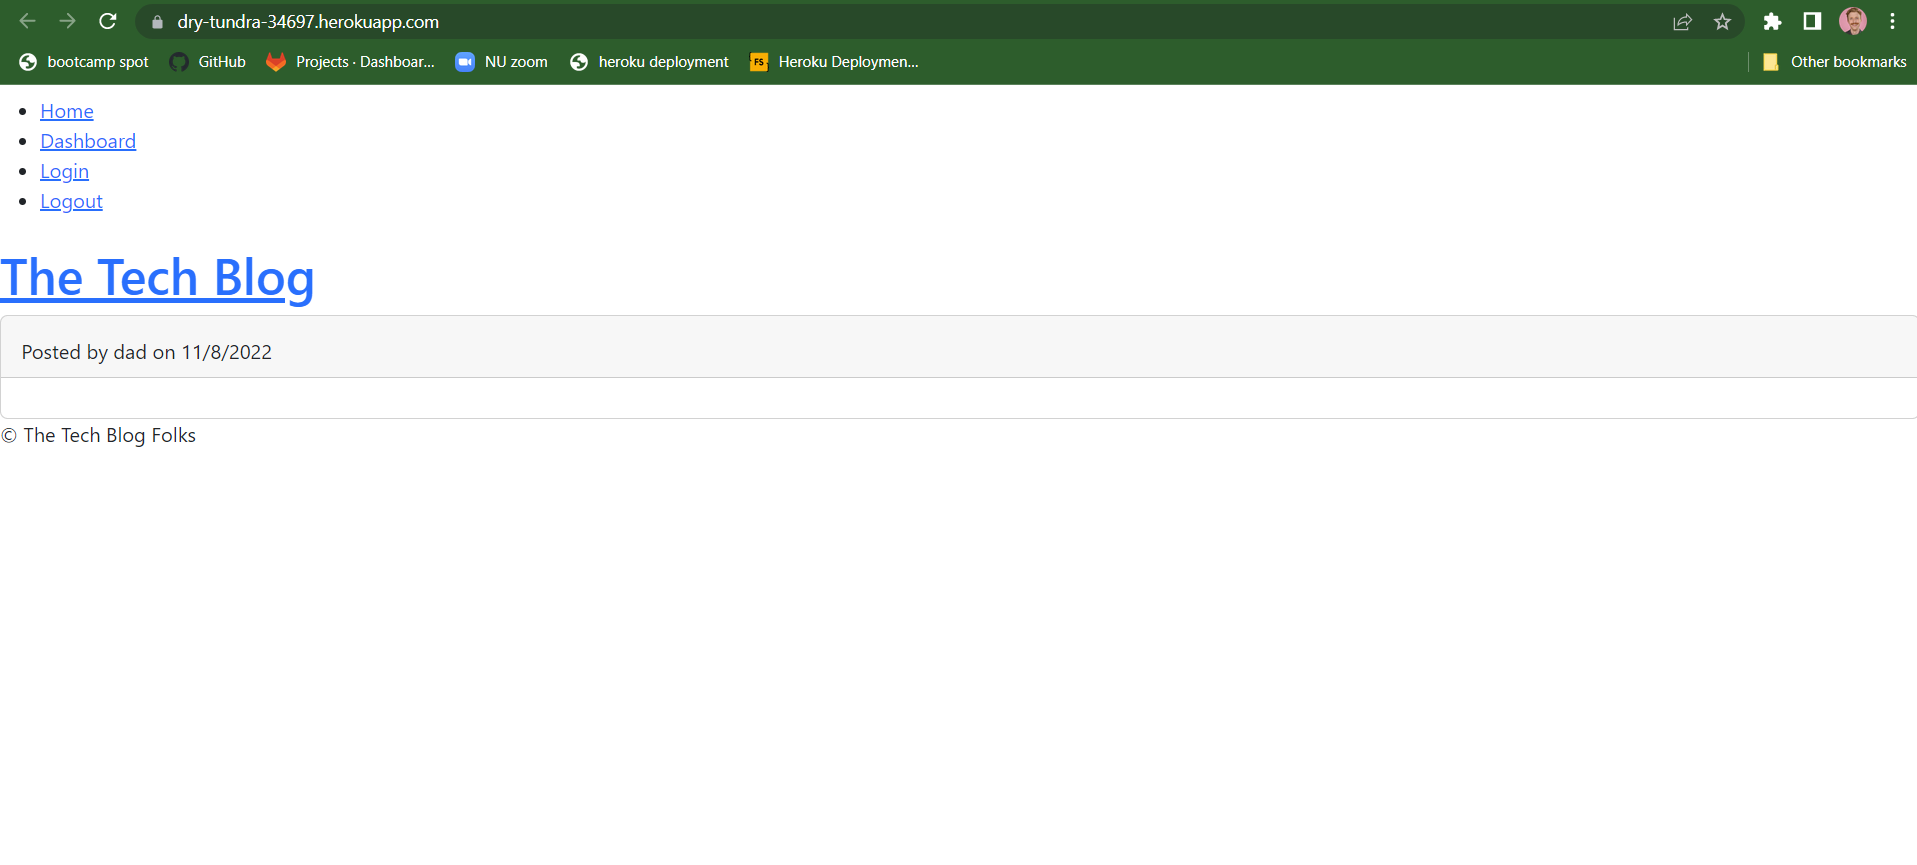 dry-tundra-34697.herokuapp.com
bootcamp spot GitHub Projects · Dashboar... NU zoom heroku deployment FS Heroku Deploymen... Other bookmarks
Home
Dashboard
Login
Logout
The Tech Blog
Posted by dad on 11/8/2022
© The Tech Blog Folks